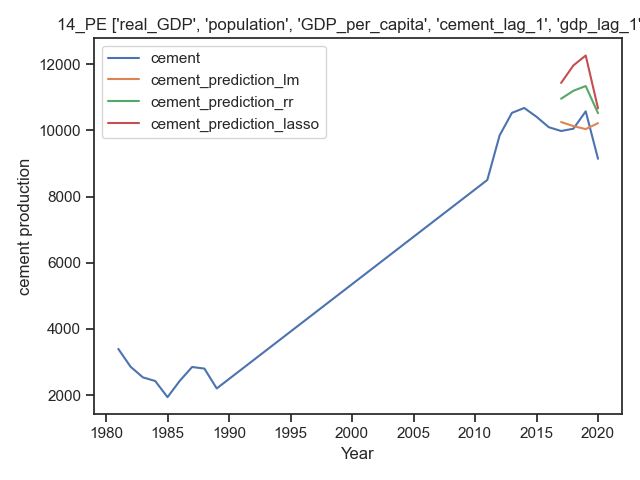 14_PE ['real_GDP', 'population', 'GDP_per_capita', 'cement_lag_1', 'gdp_lag_1'
cement
cement_prediction_lm
cement_prediction_rr
cement_prediction_lasso
cement production
12000
10000
8000
6000
4000
2000
1980 1985 1990 1995 2000 2005 2010 2015 2020
Year